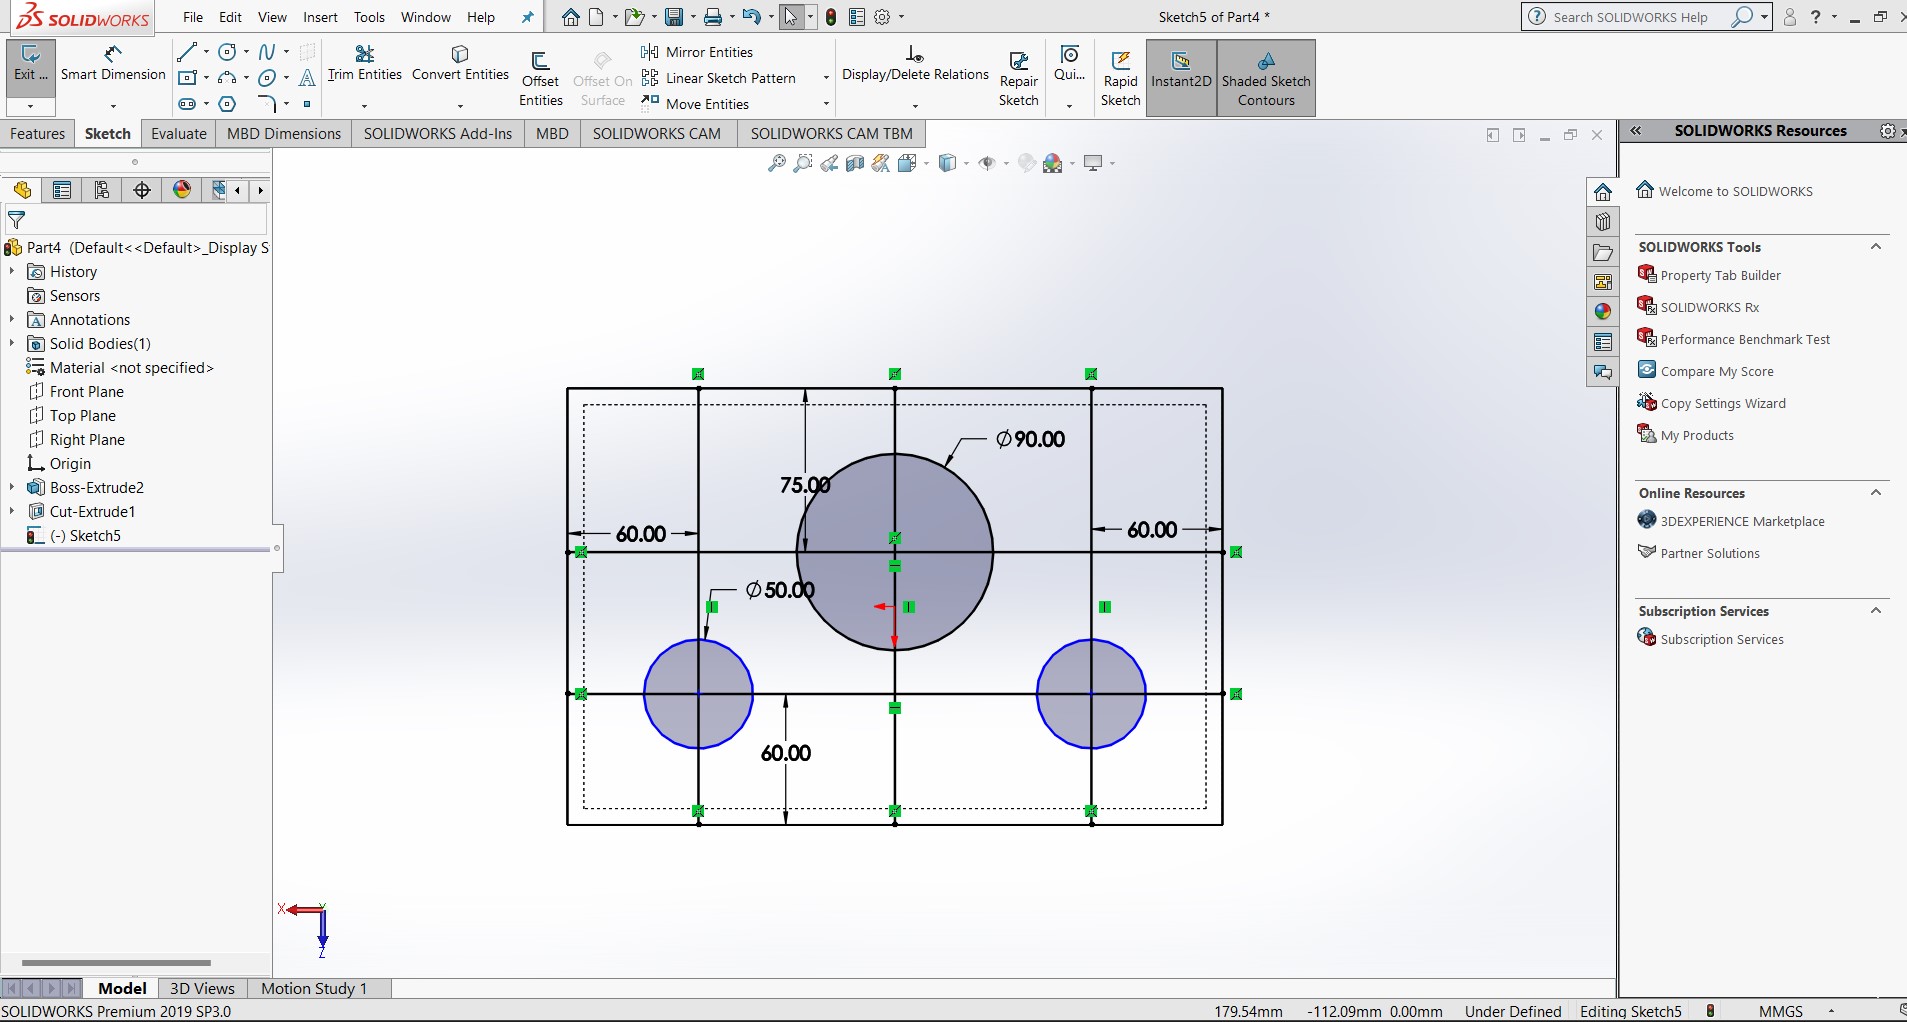 SOLIDWORKS
File Edit View Insert Tools Window Help
Sketch5 of Part4 *
Search SOLIDWORKS Help
Exit ...
Smart Dimension
Trim Entities
Convert Entities
Offset
Entities
Offset On
Surface
Mirror Entities
Linear Sketch Pattern
Move Entities
Display/Delete Relations
Repair
Sketch
Qui...
Rapid
Sketch
Instant2D
Shaded Sketch
Contours
Features Sketch Evaluate MBD Dimensions SOLIDWORKS Add-Ins MBD SOLIDWORKS CAM SOLIDWORKS CAM TBM
Part4 (Default<<Default>_Display S
History
Sensors
Annotations
Solid Bodies(1)
Material <not specified>
Front Plane
Top Plane
Right Plane
Origin
Boss-Extrude2
Cut-Extrude1
(-) Sketch5
∅90.00
75.00
60.00
60.00
∅50.00
60.00
X
Y
Z
SOLIDWORKS Resources
Welcome to SOLIDWORKS
SOLIDWORKS Tools
Property Tab Builder
SOLIDWORKS Rx
Performance Benchmark Test
Compare My Score
Copy Settings Wizard
My Products
Online Resources
3DEXPERIENCE Marketplace
Partner Solutions
Subscription Services
Subscription Services
Model 3D Views Motion Study 1
SOLIDWORKS Premium 2019 SP3.0
179.54mm -112.09mm 0.00mm Under Defined Editing Sketch5 MMGS